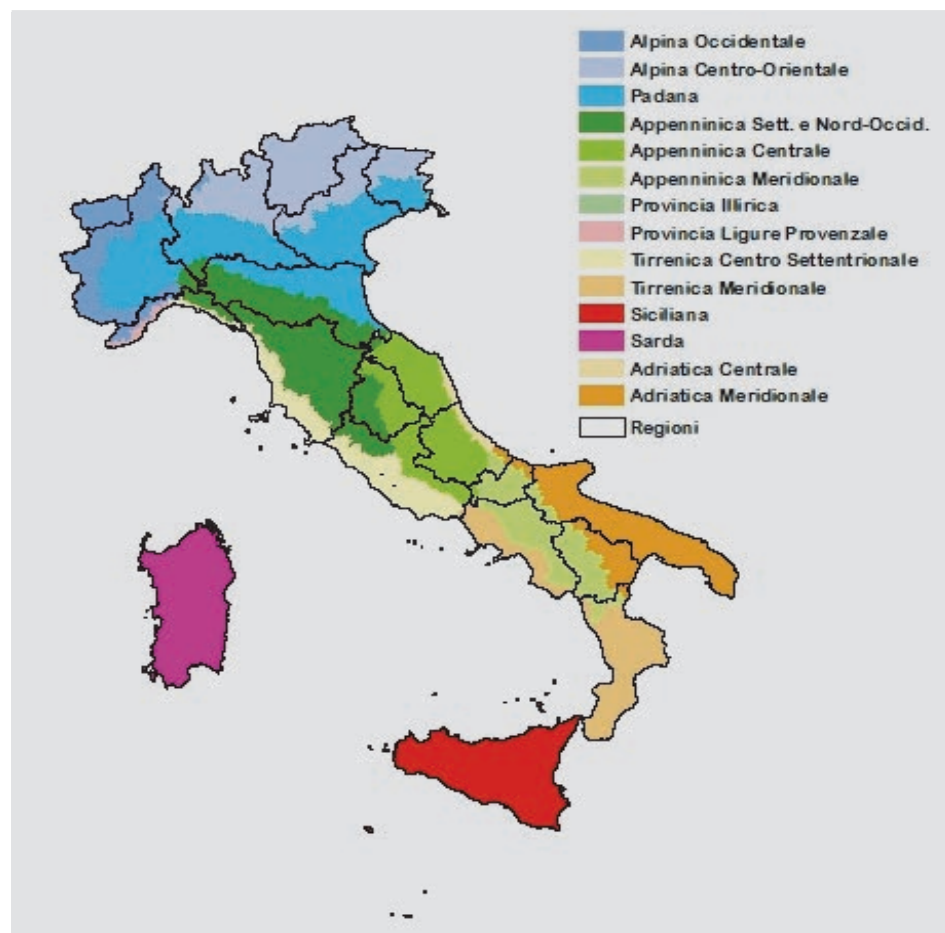 Alpina Occidentale
Alpina Centro-Orientale
Padana
Appenninica Sett. e Nord-Occid.
Appenninica Centrale
Appenninica Meridionale
Provincia Illirica
Provincia Ligure Provenzale
Tirrenica Centro Settentrionale
Tirrenica Meridionale
Siciliana
Sarda
Adriatica Centrale
Adriatica Meridionale
Regioni